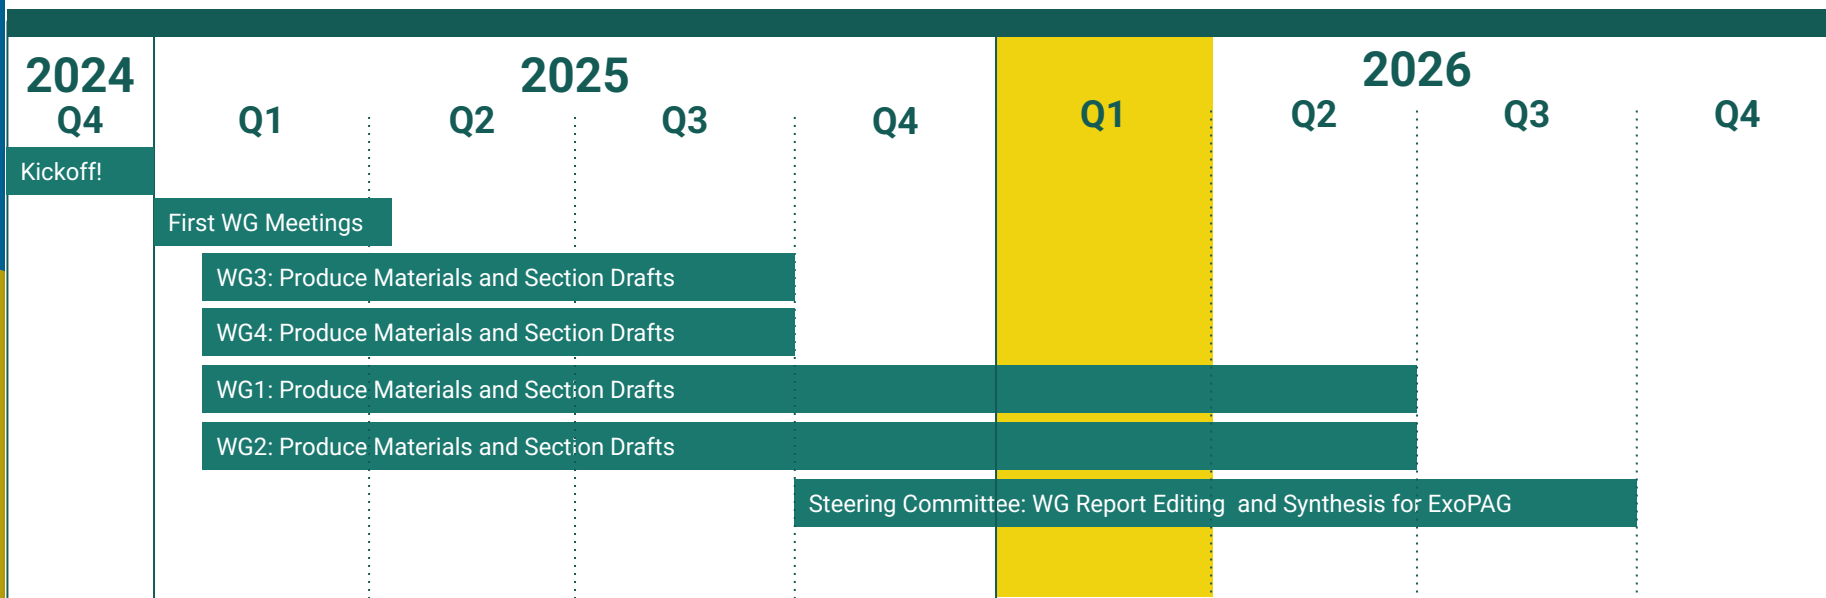 2024 2025 2026
Q4 Q1 Q2 Q3 Q4 Q1 Q2 Q3 Q4
Kickoff!
First WG Meetings
WG3: Produce Materials and Section Drafts
WG4: Produce Materials and Section Drafts
WG1: Produce Materials and Section Drafts
WG2: Produce Materials and Section Drafts
Steering Committee: WG Report Editing  and Synthesis for ExoPAG